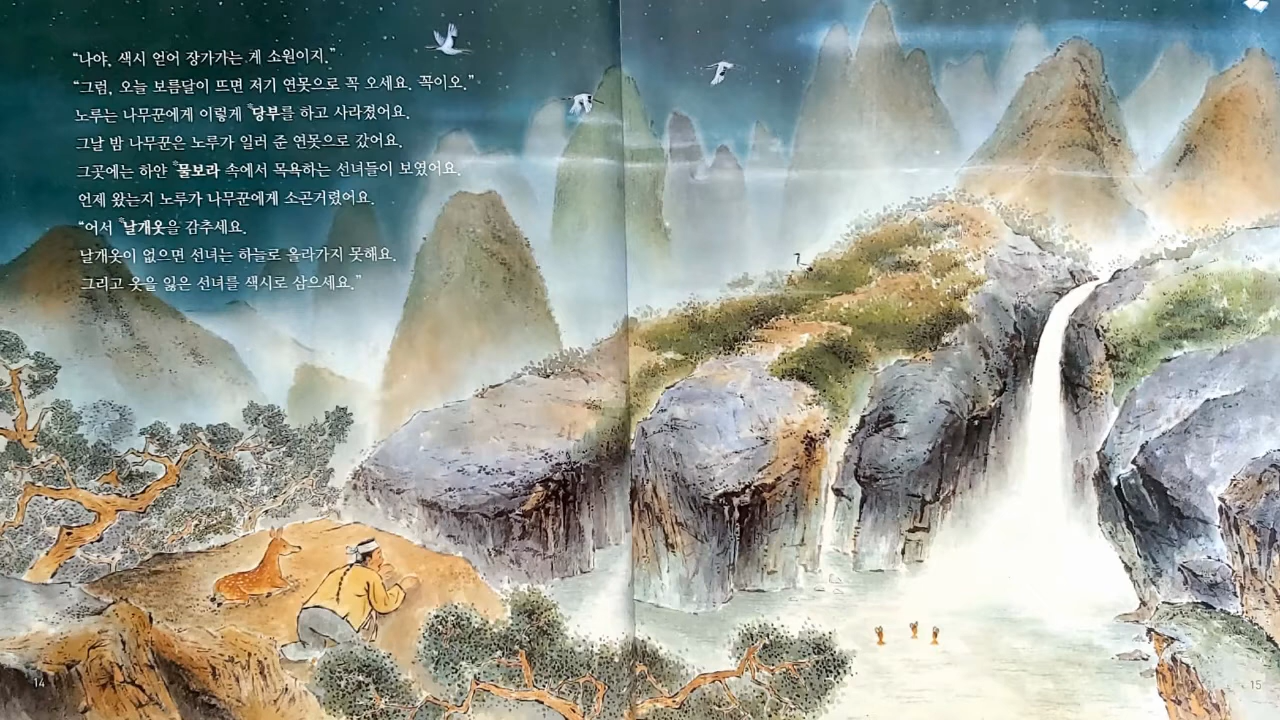 “나야, 색시 얻어 장가가는 게 소원이지.”
“그럼, 오늘 보름달이 뜨면 저기 연못으로 꼭 오세요. 꼭이오.”
노루는 나무꾼에게 이렇게 *당부를 하고 사라졌어요.
그날 밤 나무꾼은 노루가 일러 준 연못으로 갔어요.
그곳에는 하얀 *물보라 속에서 목욕하는 선녀들이 보였어요.
언제 왔는지 노루가 나무꾼에게 소곤거렸어요.
“어서 *날개옷을 감추세요.
날개옷이 없으면 선녀는 하늘로 올라가지 못해요.
그리고 옷을 잃은 선녀를 색시로 삼으세요.”
14
15